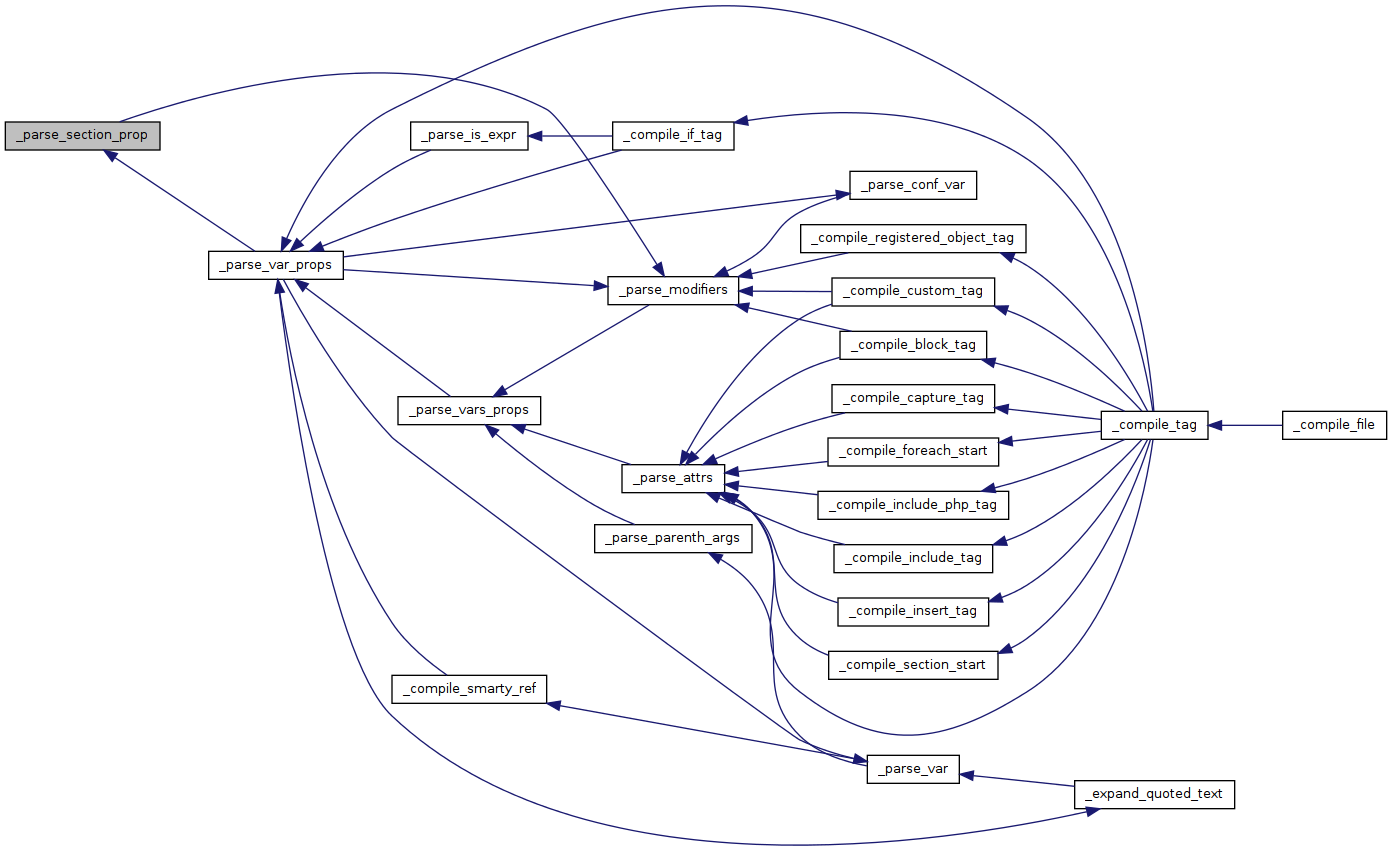 _parse_section_prop
_parse_is_expr
_compile_if_tag
_parse_conf_var
_compile_registered_object_tag
_parse_var_props
_parse_modifiers
_compile_custom_tag
_compile_block_tag
_parse_vars_props
_compile_capture_tag
_compile_tag
_compile_file
_compile_foreach_start
_parse_attrs
_compile_include_php_tag
_parse_parenth_args
_compile_include_tag
_compile_insert_tag
_compile_section_start
_compile_smarty_ref
_parse_var
_expand_quoted_text